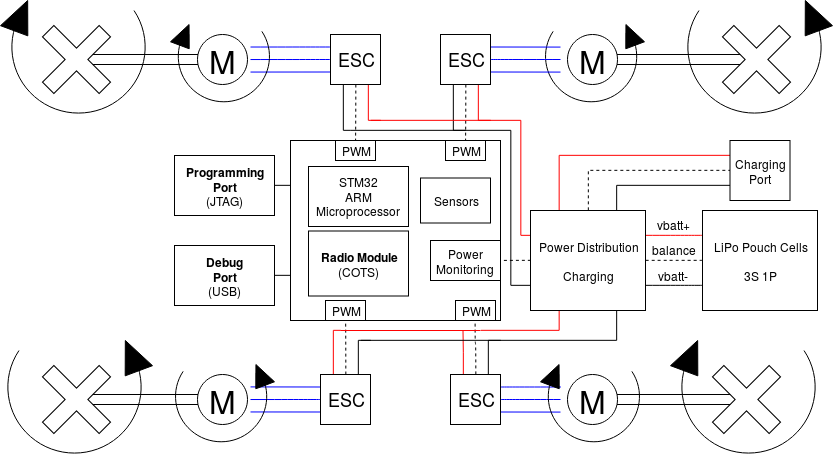 M
ESC
ESC
M
PWM
PWM
Programming
Port
(JTAG)
STM32
ARM
Microprocessor
Sensors
Charging
Port
Debug
Port
(USB)
Radio Module
(COTS)
Power
Monitoring
Power Distribution
Charging
vbatt+
balance
vbatt-
LiPo Pouch Cells
3S 1P
PWM
PWM
M
ESC
ESC
M